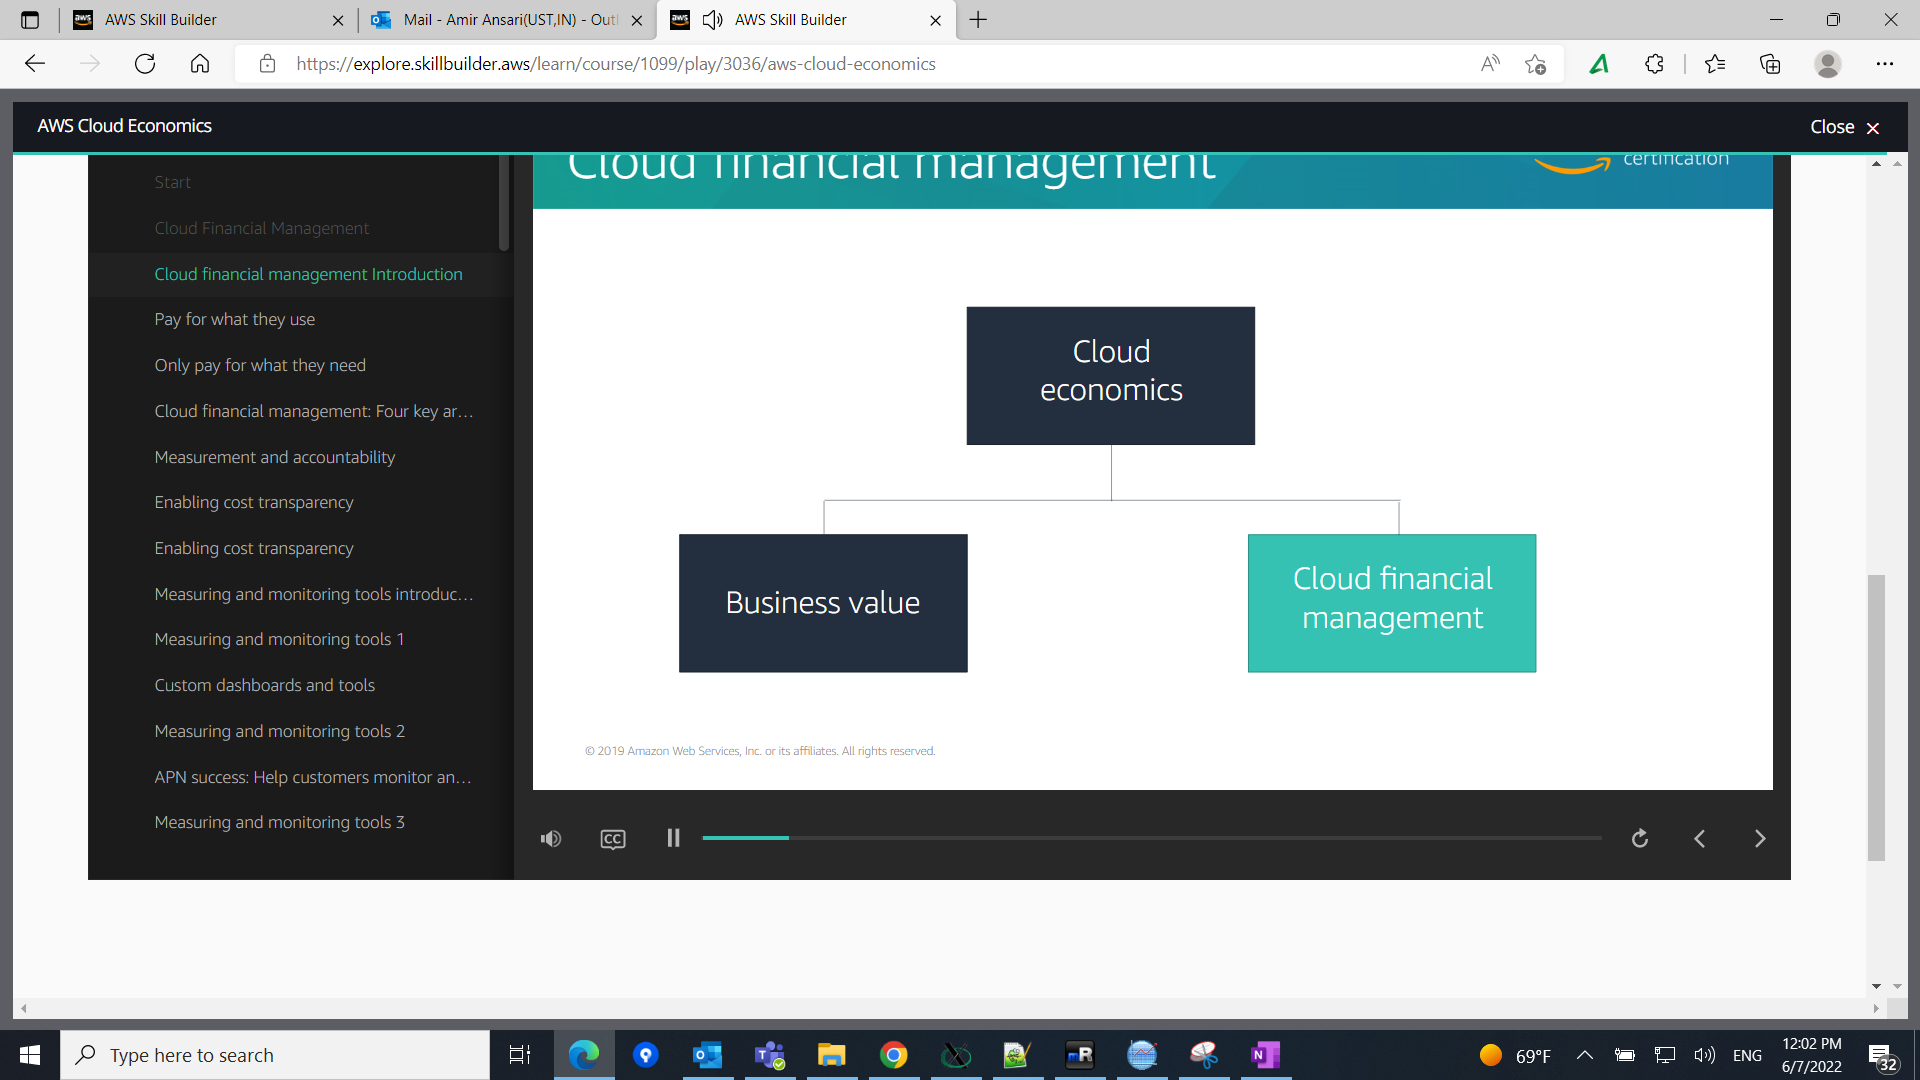 AWS Skill Builder
Mail - Amir Ansari(UST,IN) - Outl
AWS Skill Builder
https://explore.skillbuilder.aws/learn/course/1099/play/3036/aws-cloud-economics
AWS Cloud Economics
Close
Start
Cloud Financial Management
Cloud financial management Introduction
Pay for what they use
Only pay for what they need
Cloud financial management: Four key ar...
Measurement and accountability
Enabling cost transparency
Enabling cost transparency
Measuring and monitoring tools introduc...
Measuring and monitoring tools 1
Custom dashboards and tools
Measuring and monitoring tools 2
APN success: Help customers monitor an...
Measuring and monitoring tools 3
Cloud financial management
certification
Cloud
economics
Business value
Cloud financial
management
© 2019 Amazon Web Services, Inc. or its affiliates. All rights reserved.
CC
Type here to search
69°F
ENG
12:02 PM
6/7/2022
32